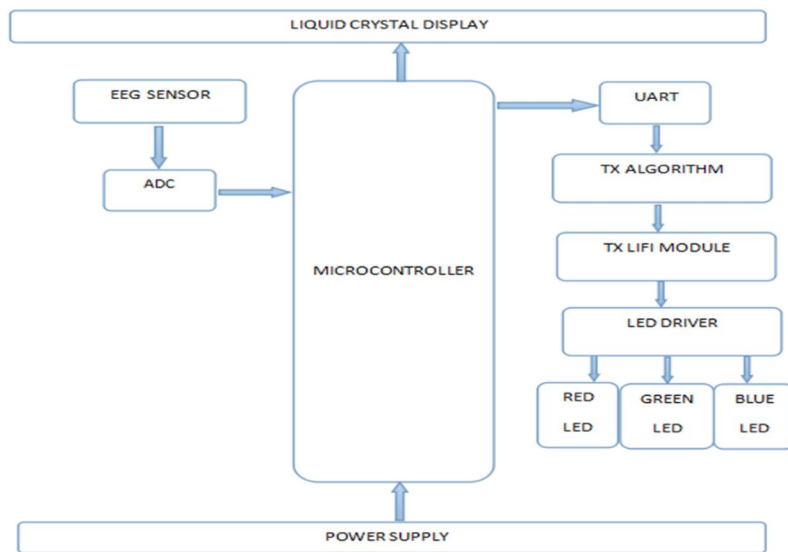 LIQUID CRYSTAL DISPLAY
EEG SENSOR
ADC
MICROCONTROLLER
UART
TX ALGORITHM
TX LIFI MODULE
LED DRIVER
RED
LED
GREEN
LED
BLUE
LED
POWER SUPPLY